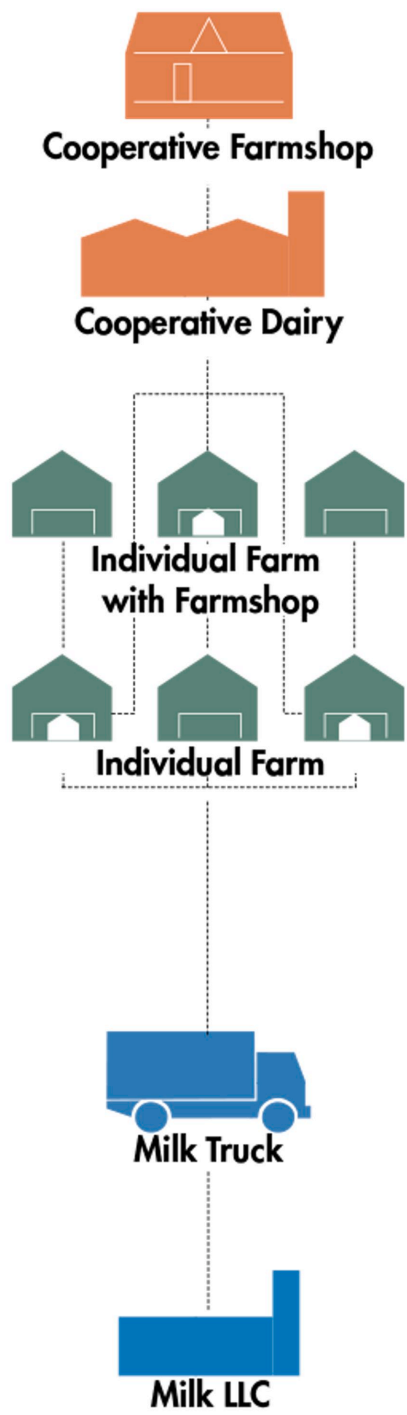 Cooperative Farmshop
Cooperative Dairy
Individual Farm
with Farmshop
Individual Farm
Milk Truck
Milk LLC